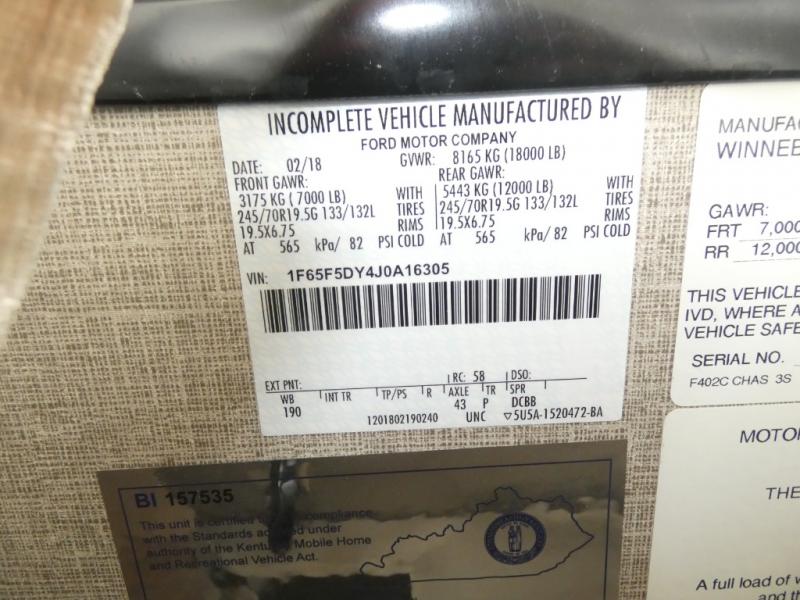 INCOMPLETE VEHICLE MANUFACTURED BY
FORD MOTOR COMPANY
DATE: 02/18 GVWR: 8165 KG (18000 LB)
FRONT GAWR: REAR GAWR:
3175 KG ( 7000 LB) WITH 5443 KG (12000 LB) WITH
245/70R19.5G 133/132L TIRES 245/70R19.5G 133/132L TIRES
19.5X6.75 RIMS 19.5X6.75 RIMS
AT 565 kPa/ 82 PSI COLD AT 565 kPa/ 82 PSI COLD
VIN: 1F65F5DY4J0A16305
EXT PNT: RC: 58 DSO:
WB INT TR TP/PS R AXLE TR SPR
190 43 P DCBB
1201802190240 UNC ▽5U5A-1520472-BA
MANUFA
WINNEB
GAWR:
FRT 7,000
RR 12,000
THIS VEHICLE
IVD, WHERE A
VEHICLE SAFE
SERIAL NO.
F402C CHAS 3S
MOTOR
THE
A full load of w
and th
BI 157535
This unit is certified compliance
with the Standards under
authority of the Kentucky Mobile Home
and Recreational Vehicle Act.